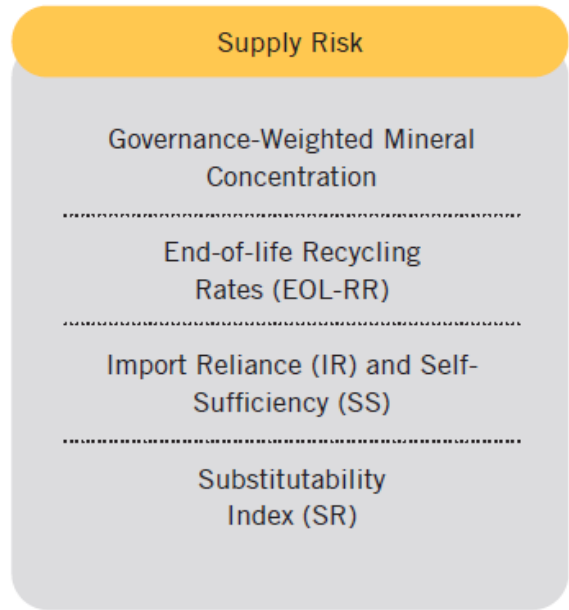 Supply Risk
Governance-Weighted Mineral
Concentration
End-of-life Recycling
Rates (EOL-RR)
Import Reliance (IR) and Self-
Sufficiency (SS)
Substitutability
Index (SR)